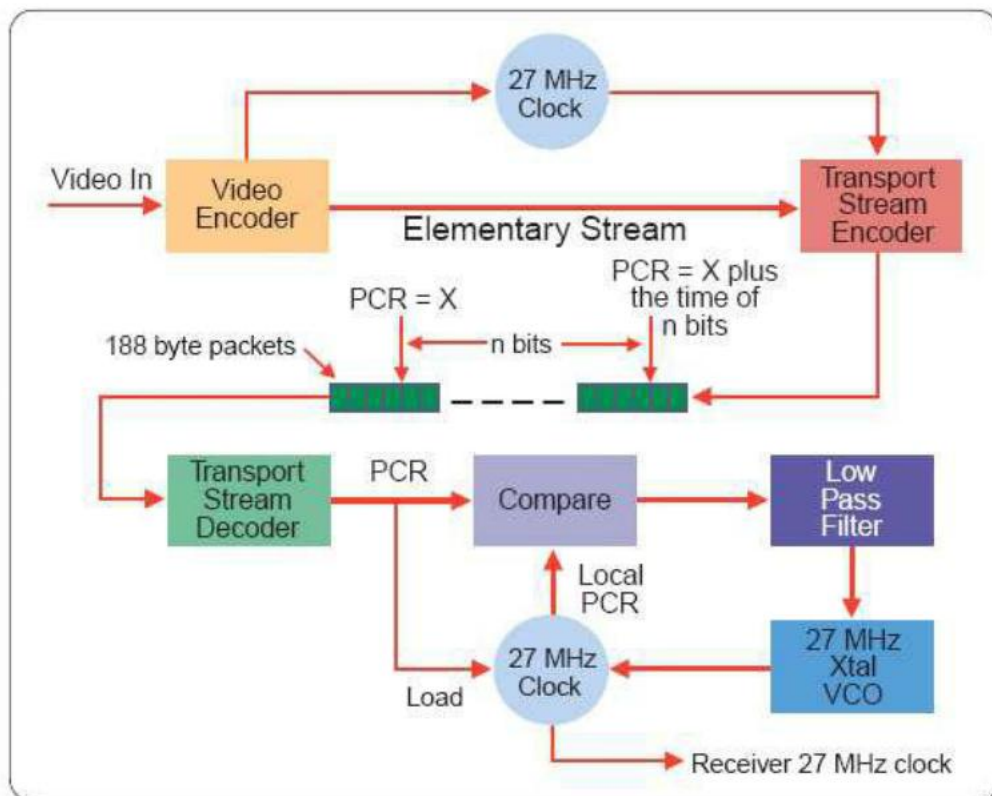 27 MHz
Clock
Video In
Video
Encoder
Transport
Stream
Encoder
Elementary Stream
PCR = X
PCR = X plus
the time of
n bits
n bits
188 byte packets
Transport
Stream
Decoder
PCR
Compare
Low
Pass
Filter
Local
PCR
27 MHz
Clock
27 MHz
Xtal
VCO
Load
Receiver 27 MHz clock